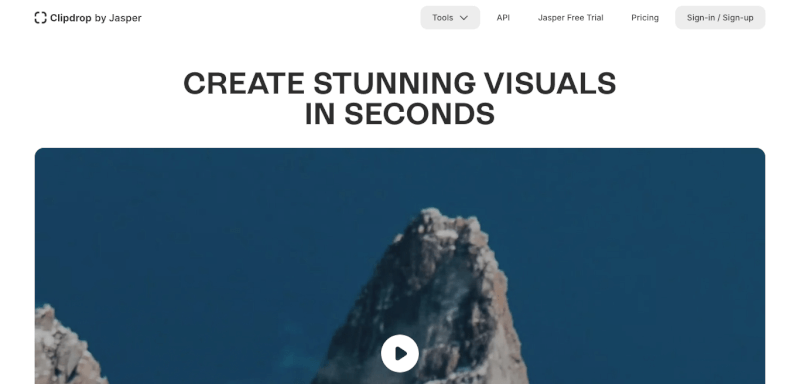 Clipdrop by Jasper
Tools
API
Jasper Free Trial
Pricing
Sign-in / Sign-up
CREATE STUNNING VISUALS
IN SECONDS